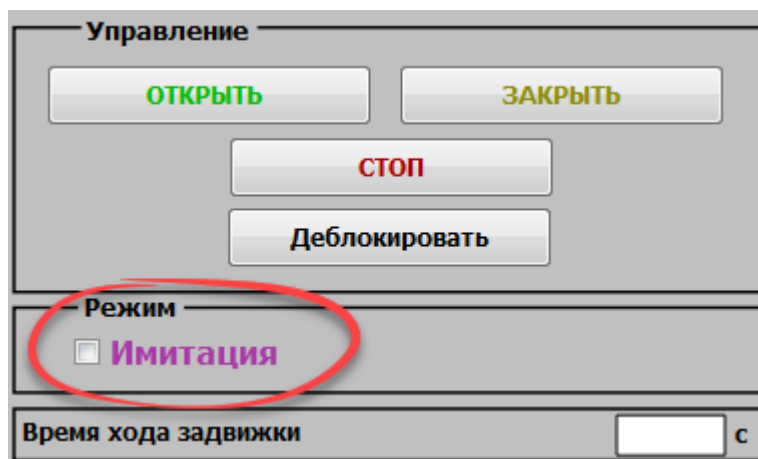 Управление
ОТКРЫТЬ ЗАКРЫТЬ
СТОП
Деблокировать
Режим
Имитация
Время хода задвижки с